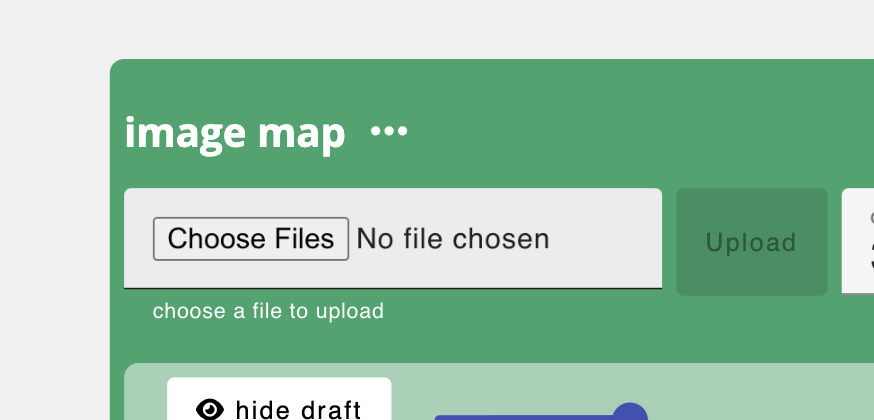 image map •••
Choose Files No file chosen
Upload
choose a file to upload
hide draft